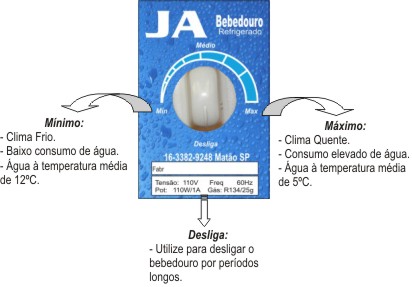 JA Bebedouro
Refrigerado
Médio
Min
Max
Desliga
16-3382-9248 Matão SP
Fabr
Tensão: 110V Freq 60Hz
Pot: 110W/1A Gás: R134/25g
Mínimo:
- Clima Frio.
- Baixo consumo de água.
- Água à temperatura média
de 12ºC.
Máximo:
- Clima Quente.
- Consumo elevado de água.
- Água à temperatura média
de 5ºC.
Desliga:
- Utilize para desligar o
bebedouro por períodos
longos.